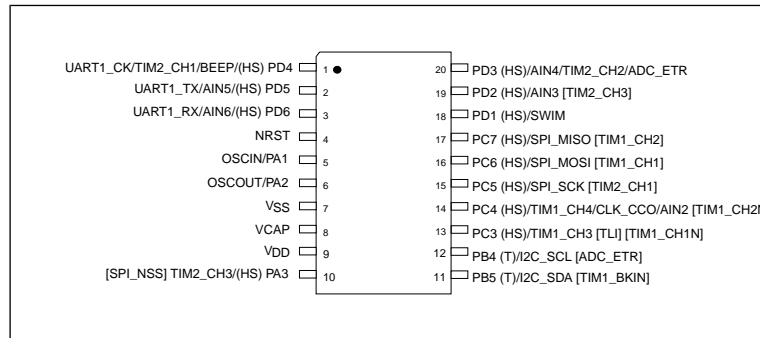 UART1_CK/TIM2_CH1/BEEP/(HS) PD4 1 20 PD3 (HS)/AIN4/TIM2_CH2/ADC_ETR
UART1_TX/AIN5/(HS) PD5 2 19 PD2 (HS)/AIN3 [TIM2_CH3]
UART1_RX/AIN6/(HS) PD6 3 18 PD1 (HS)/SWIM
NRST 4 17 PC7 (HS)/SPI_MISO [TIM1_CH2]
OSCIN/PA1 5 16 PC6 (HS)/SPI_MOSI [TIM1_CH1]
OSCOUT/PA2 6 15 PC5 (HS)/SPI_SCK [TIM2_CH1]
VSS 7 14 PC4 (HS)/TIM1_CH4/CLK_CCO/AIN2
VCAP 8 13 PC3 (HS)/TIM1_CH3 [TLI] [TIM1_CH1N]
VDD 9 12 PB4 (T)/I2C_SCL [ADC_ETR]
[SPI_NSS] TIM2_CH3/(HS) PA3 10 11 PB5 (T)/I2C_SDA [TIM1_BKIN]